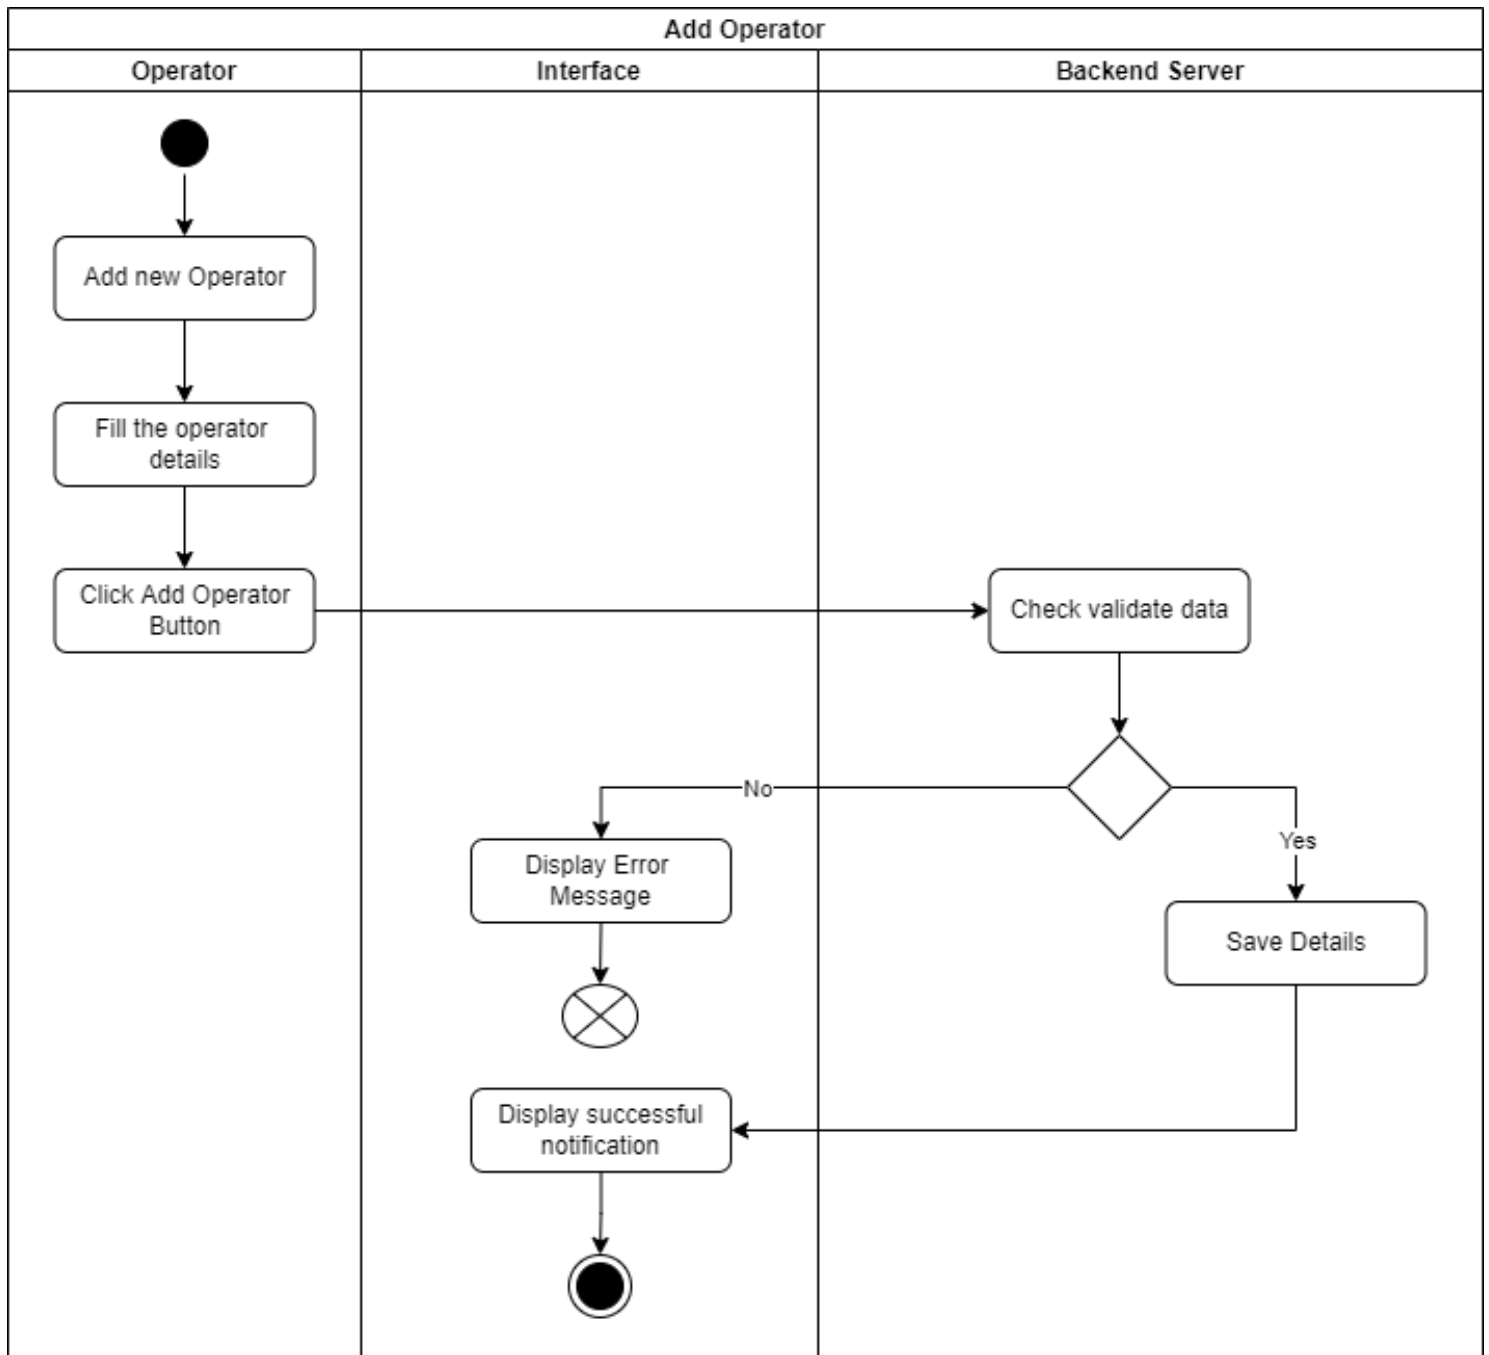 Add Operator
Operator
Interface
Backend Server
Add new Operator
Fill the operator
details
Click Add Operator
Button
Check validate data
No
Yes
Display Error
Message
Save Details
Display successful
notification